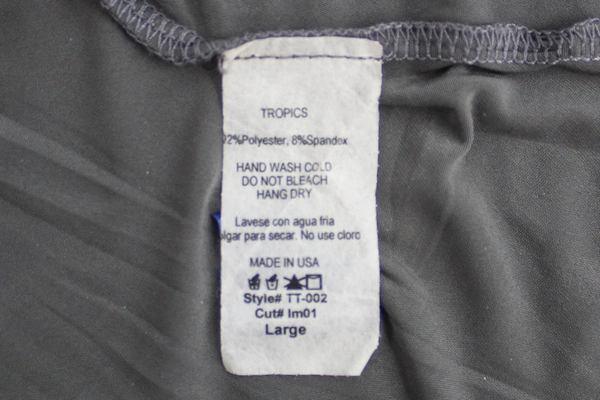 TROPICS
92%Polyester, 8%Spandex
HAND WASH COLD
DO NOT BLEACH
HANG DRY
Lavese con agua fria
lgar para secar. No use cloro
MADE IN USA
Style# TT-002
Cut# Im01
Large